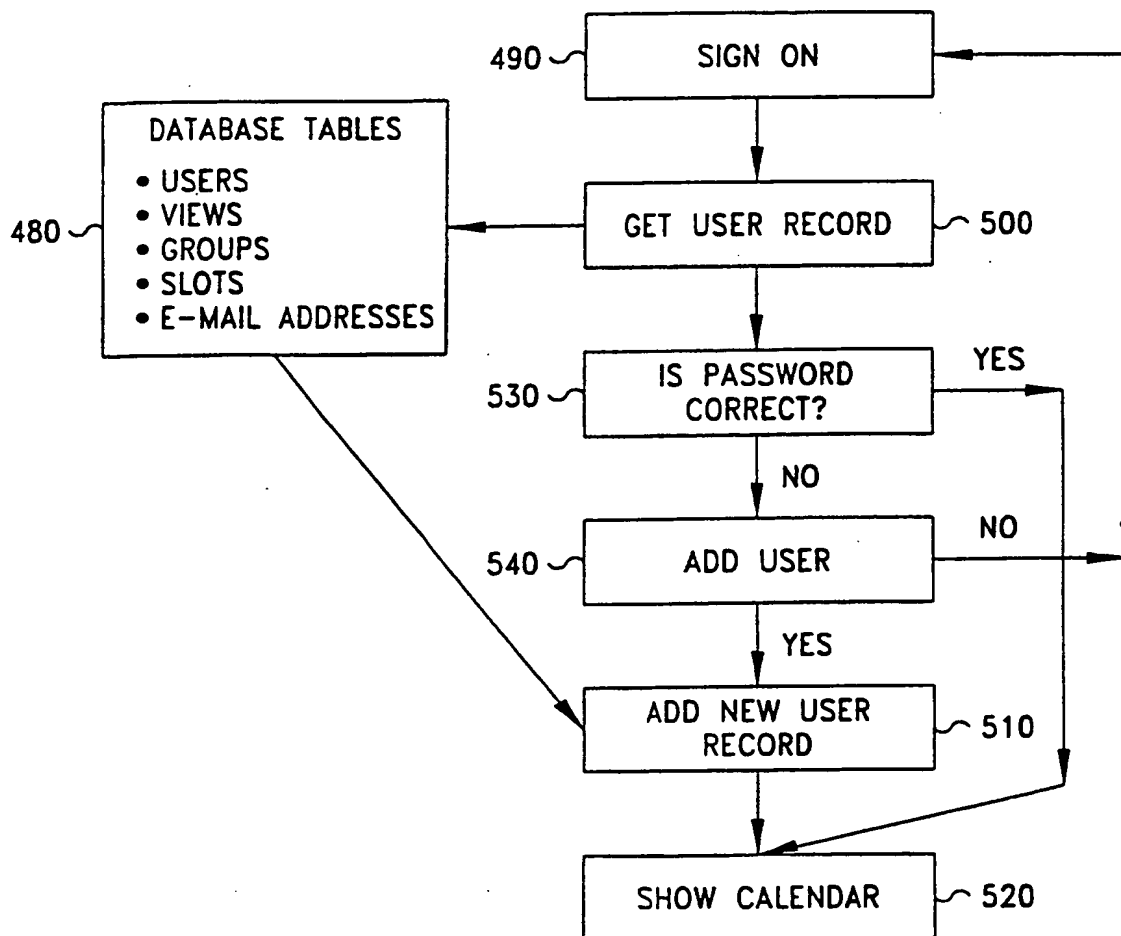 490
SIGN ON
DATABASE TABLES
• USERS
• VIEWS
• GROUPS
• SLOTS
• E-MAIL ADDRESSES
480
GET USER RECORD
500
530
IS PASSWORD
CORRECT?
YES
NO
540
ADD USER
NO
YES
ADD NEW USER
RECORD
510
SHOW CALENDAR
520